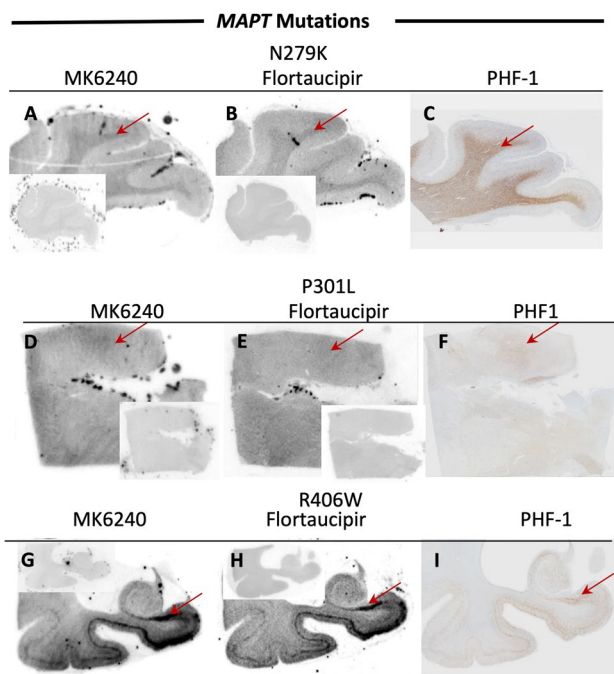 MAPT Mutations
N279K
MK6240 Flortaucipir PHF-1
A B C
P301L
MK6240 Flortaucipir PHF1
D E F
R406W
MK6240 Flortaucipir PHF-1
G H I